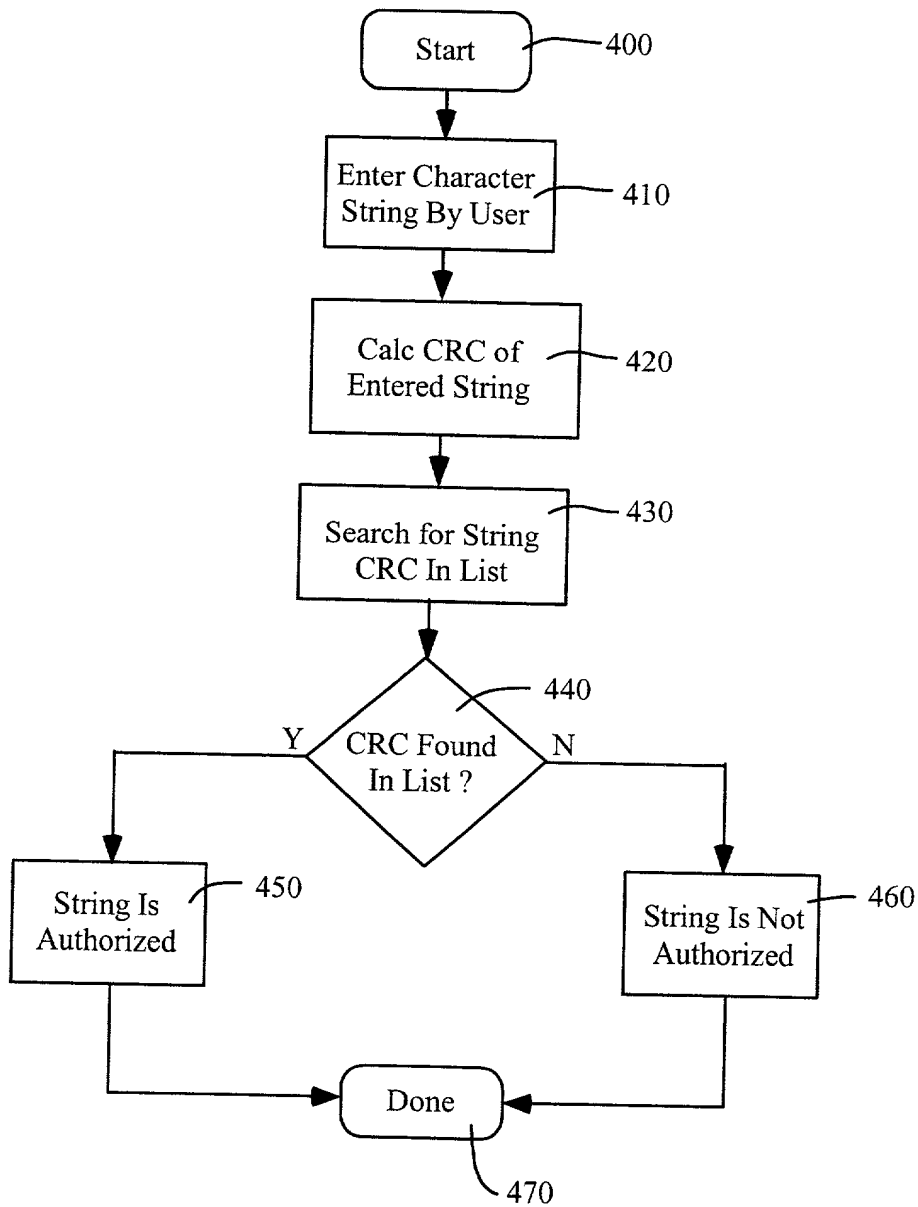 Start
400
Enter Character
String By User
410
Calc CRC of
Entered String
420
Search for String
CRC In List
430
440
Y
CRC Found
In List ?
N
String Is
Authorized
450
String Is Not
Authorized
460
Done
470